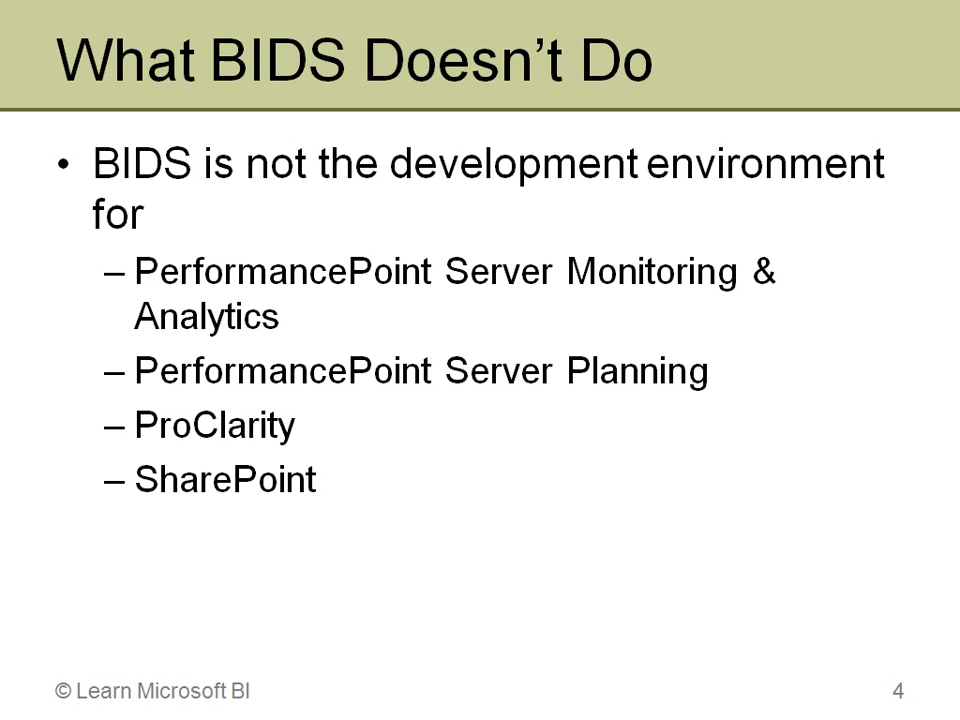 What BIDS Doesn't Do
• BIDS is not the development environment
for
– PerformancePoint Server Monitoring &
Analytics
– PerformancePoint Server Planning
– ProClarity
– SharePoint
© Learn Microsoft BI
4